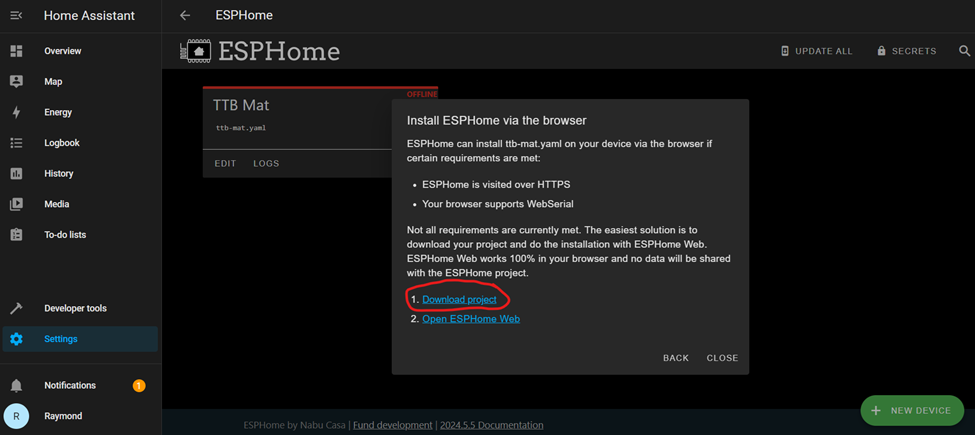 Home Assistant
ESPHome
ESPHome
UPDATE ALL
SECRETS
Overview
Map
Energy
Logbook
History
Media
To-do lists
Developer tools
Settings
Notifications
1
R
Raymond
OFFLINE
TTB Mat
ttb-mat.yaml
EDIT
LOGS
Install ESPHome via the browser
ESPHome can install ttb-mat.yaml on your device via the browser if
certain requirements are met:
• ESPHome is visited over HTTPS
• Your browser supports WebSerial
Not all requirements are currently met. The easiest solution is to
download your project and do the installation with ESPHome Web.
ESPHome Web works 100% in your browser and no data will be shared
with the ESPHome project.
1. Download project
2. Open ESPHome Web
BACK
CLOSE
+ NEW DEVICE
ESPHome by Nabu Casa | Fund development | 2024.5.5 Documentation